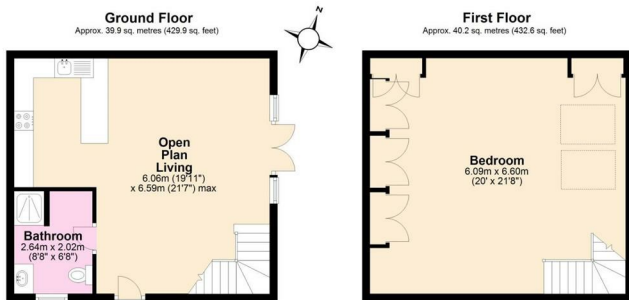 Ground Floor
Approx. 39.9 sq. metres (429.9 sq. feet)
N
First Floor
Approx. 40.2 sq. metres (432.6 sq. feet)
Open
Plan
Living
6.06m (19'11")
x 6.59m (21'7") max
Bathroom
2.64m x 2.02m
(8'8" x 6'8")
Bedroom
6.09m x 6.60m
(20' x 21'8")